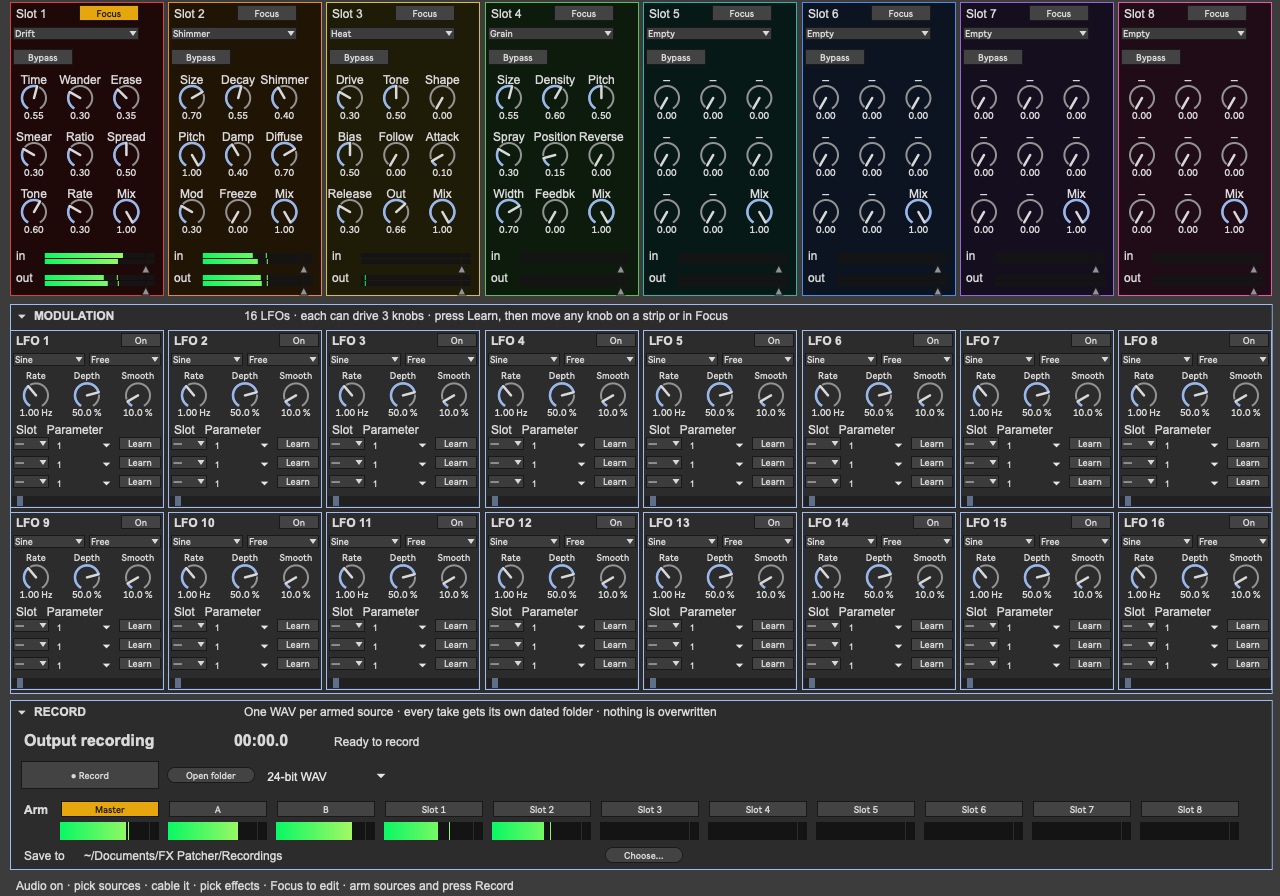 Slot 1 Focus Slot 2 Focus Slot 3 Focus Slot 4 Focus Slot 5 Focus Slot 6 Focus Slot 7 Focus Slot 8 Focus
Drift Shimmer Heat Grain Empty Empty Empty Empty
Bypass Bypass Bypass Bypass Bypass Bypass Bypass Bypass
Time Wander Erase Size Decay Shimmer Drive Tone Shape Size Density Pitch – – – – – – – – – – – –
0.55 0.30 0.35 0.70 0.55 0.40 0.30 0.50 0.00 0.55 0.60 0.50 0.00 0.00 0.00 0.00 0.00 0.00 0.00 0.00 0.00 0.00 0.00 0.00
Smear Ratio Spread Pitch Damp Diffuse Bias Follow Attack Spray Position Reverse – – – – – – – – – – – –
0.30 0.30 0.50 1.00 0.40 0.70 0.50 0.00 0.10 0.30 0.15 0.00 0.00 0.00 0.00 0.00 0.00 0.00 0.00 0.00 0.00 0.00 0.00 0.00
Tone Rate Mix Mod Freeze Mix Release Out Mix Width Feedbk Mix – – Mix – – Mix – – Mix – – Mix
0.60 0.30 1.00 0.30 0.00 1.00 0.30 0.66 1.00 0.70 0.00 1.00 0.00 0.00 1.00 0.00 0.00 1.00 0.00 0.00 1.00 0.00 0.00 1.00
in in in in in in in in
out out out out out out out out
MODULATION 16 LFOs · each can drive 3 knobs · press Learn, then move any knob on a strip or in Focus
LFO 1 On LFO 2 On LFO 3 On LFO 4 On LFO 5 On LFO 6 On LFO 7 On LFO 8 On
Sine Free Sine Free Sine Free Sine Free Sine Free Sine Free Sine Free Sine Free
Rate Depth Smooth Rate Depth Smooth Rate Depth Smooth Rate Depth Smooth Rate Depth Smooth Rate Depth Smooth Rate Depth Smooth Rate Depth Smooth
1.00 Hz 50.0 % 10.0 % 1.00 Hz 50.0 % 10.0 % 1.00 Hz 50.0 % 10.0 % 1.00 Hz 50.0 % 10.0 % 1.00 Hz 50.0 % 10.0 % 1.00 Hz 50.0 % 10.0 % 1.00 Hz 50.0 % 10.0 % 1.00 Hz 50.0 % 10.0 %
Slot Parameter Slot Parameter Slot Parameter Slot Parameter Slot Parameter Slot Parameter Slot Parameter Slot Parameter
— 1 Learn — 1 Learn — 1 Learn — 1 Learn — 1 Learn — 1 Learn — 1 Learn — 1 Learn
— 1 Learn — 1 Learn — 1 Learn — 1 Learn — 1 Learn — 1 Learn — 1 Learn — 1 Learn
— 1 Learn — 1 Learn — 1 Learn — 1 Learn — 1 Learn — 1 Learn — 1 Learn — 1 Learn
LFO 9 On LFO 10 On LFO 11 On LFO 12 On LFO 13 On LFO 14 On LFO 15 On LFO 16 On
Sine Free Sine Free Sine Free Sine Free Sine Free Sine Free Sine Free Sine Free
Rate Depth Smooth Rate Depth Smooth Rate Depth Smooth Rate Depth Smooth Rate Depth Smooth Rate Depth Smooth Rate Depth Smooth Rate Depth Smooth
1.00 Hz 50.0 % 10.0 % 1.00 Hz 50.0 % 10.0 % 1.00 Hz 50.0 % 10.0 % 1.00 Hz 50.0 % 10.0 % 1.00 Hz 50.0 % 10.0 % 1.00 Hz 50.0 % 10.0 % 1.00 Hz 50.0 % 10.0 % 1.00 Hz 50.0 % 10.0 %
Slot Parameter Slot Parameter Slot Parameter Slot Parameter Slot Parameter Slot Parameter Slot Parameter Slot Parameter
— 1 Learn — 1 Learn — 1 Learn — 1 Learn — 1 Learn — 1 Learn — 1 Learn — 1 Learn
— 1 Learn — 1 Learn — 1 Learn — 1 Learn — 1 Learn — 1 Learn — 1 Learn — 1 Learn
— 1 Learn — 1 Learn — 1 Learn — 1 Learn — 1 Learn — 1 Learn — 1 Learn — 1 Learn
RECORD One WAV per armed source · every take gets its own dated folder · nothing is overwritten
Output recording 00:00.0 Ready to record
● Record Open folder 24-bit WAV
Arm Master A B Slot 1 Slot 2 Slot 3 Slot 4 Slot 5 Slot 6 Slot 7 Slot 8
Save to ~/Documents/FX Patcher/Recordings Choose...
Audio on · pick sources · cable it · pick effects · Focus to edit · arm sources and press Record